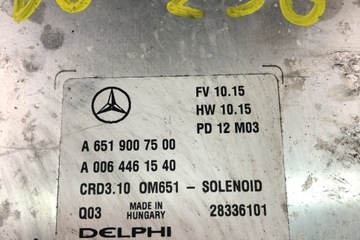 FV 10.15
HW 10.15
PD 12 M03
A 651 900 75 00
A 006 446 15 40
CRD3.10 OM651 - SOLENOID
Q03 MADE IN HUNGARY 28336101
DELPHI